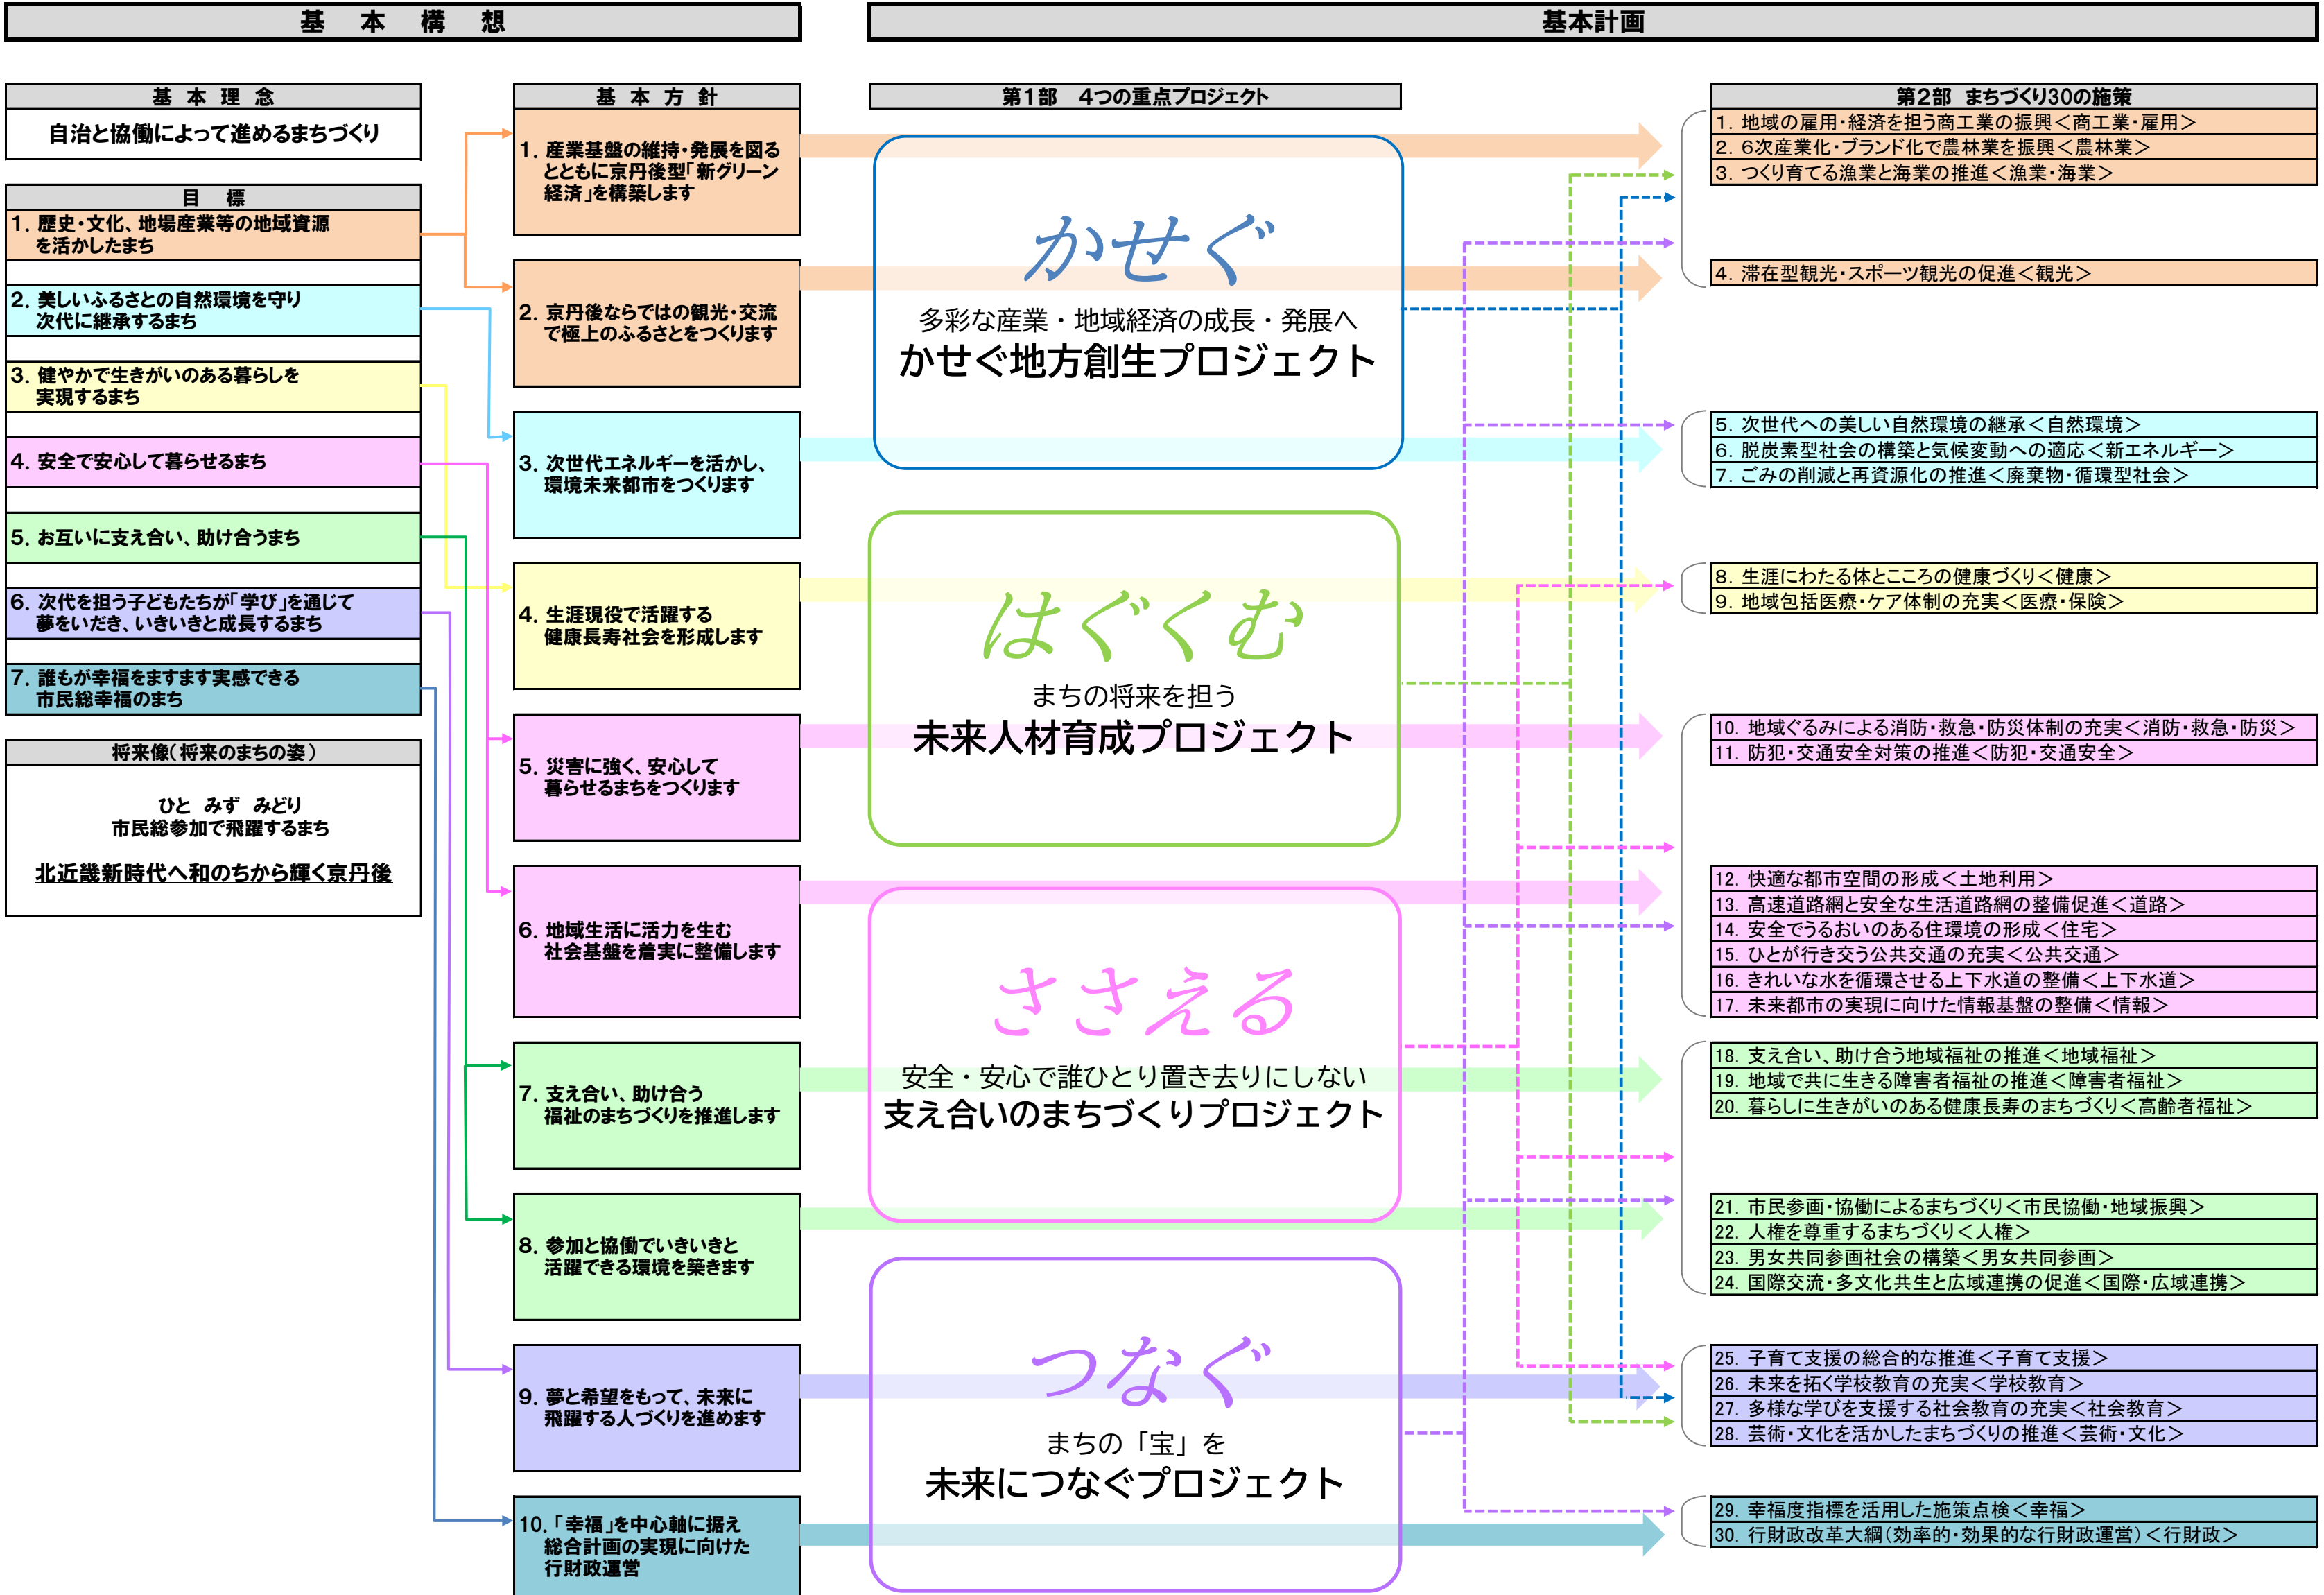 基本構想
基本計画
基本理念
自治と協働によって進めるまちづくり
目標
1. 歴史・文化、地場産業等の地域資源
を活かしたまち
2. 美しいふるさとの自然環境を守り
次代に継承するまち
3. 健やかで生きがいのある暮らしを
実現するまち
4. 安全で安心して暮らせるまち
5. お互いに支え合い、助け合うまち
6. 次代を担う子どもたちが「学び」を通じて
夢をいだき、いきいきと成長するまち
7. 誰もが幸福をますます実感できる
市民総幸福のまち
将来像(将来のまちの姿)
ひと みず みどり
市民総参加で飛躍するまち
北近畿新時代へ和のちから輝く京丹後
基本方針
1. 産業基盤の維持・発展を図る
とともに京丹後型「新グリーン
経済」を構築します
2. 京丹後ならではの観光・交流
で極上のふるさとをつくります
3. 次世代エネルギーを活かし、
環境未来都市をつくります
4. 生涯現役で活躍する
健康長寿社会を形成します
5. 災害に強く、安心して
暮らせるまちをつくります
6. 地域生活に活力を生む
社会基盤を着実に整備します
7. 支え合い、助け合う
福祉のまちづくりを推進します
8. 参加と協働でいきいきと
活躍できる環境を築きます
9. 夢と希望をもって、未来に
飛躍する人づくりを進めます
10.「幸福」を中心軸に据え
総合計画の実現に向けた
行財政運営
第1部 4つの重点プロジェクト
かせぐ
多彩な産業・地域経済の成長・発展へ
かせぐ地方創生プロジェクト
はぐくむ
まちの将来を担う
未来人材育成プロジェクト
ささえる
安全・安心で誰ひとり置き去りにしない
支え合いのまちづくりプロジェクト
つなぐ
まちの「宝」を
未来につなぐプロジェクト
第2部 まちづくり30の施策
1. 地域の雇用・経済を担う商工業の振興<商工業・雇用>
2. 6次産業化・ブランド化で農林業を振興<農林業>
3. つくり育てる漁業と海業の推進<漁業・海業>
4. 滞在型観光・スポーツ観光の促進<観光>
5. 次世代への美しい自然環境の継承<自然環境>
6. 脱炭素型社会の構築と気候変動への適応<新エネルギー>
7. ごみの削減と再資源化の推進<廃棄物・循環型社会>
8. 生涯にわたる体とこころの健康づくり<健康>
9. 地域包括医療・ケア体制の充実<医療・保険>
10. 地域ぐるみによる消防・救急・防災体制の充実<消防・救急・防災>
11. 防犯・交通安全対策の推進<防犯・交通安全>
12. 快適な都市空間の形成<土地利用>
13. 高速道路網と安全な生活道路網の整備促進<道路>
14. 安全でうるおいのある住環境の形成<住宅>
15. ひとが行き交う公共交通の充実<公共交通>
16. きれいな水を循環させる上下水道の整備<上下水道>
17. 未来都市の実現に向けた情報基盤の整備<情報>
18. 支え合い、助け合う地域福祉の推進<地域福祉>
19. 地域で共に生きる障害者福祉の推進<障害者福祉>
20. 暮らしに生きがいのある健康長寿のまちづくり<高齢者福祉>
21. 市民参画・協働によるまちづくり<市民協働・地域振興>
22. 人権を尊重するまちづくり<人権>
23. 男女共同参画社会の構築<男女共同参画>
24. 国際交流・多文化共生と広域連携の促進<国際・広域連携>
25. 子育て支援の総合的な推進<子育て支援>
26. 未来を拓く学校教育の充実<学校教育>
27. 多様な学びを支援する社会教育の充実<社会教育>
28. 芸術・文化を活かしたまちづくりの推進<芸術・文化>
29. 幸福度指標を活用した施策点検<幸福>
30. 行財政改革大綱(効率的・効果的な行財政運営)<行財政>